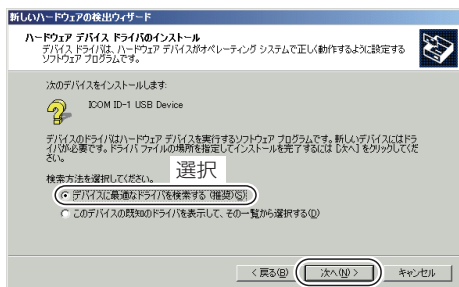 新しいハードウェアの検出ウィザード
ハードウェア デバイス ドライバのインストール
デバイス ドライバは、ハードウェア デバイスがオペレーティング システムで正しく動作するように設定する
ソフトウェア プログラムです。
次のデバイスをインストールします:
ICOM ID-1 USB Device
デバイスのドライバはハードウェア デバイスを実行するソフトウェア プログラムです。新しいデバイスにはドラ
イバが必要です。ドライバ ファイルの場所を指定してインストールを完了するには [次へ] をクリックしてくだ
さい。
選択
検索方法を選択してください。
デバイスに最適なドライバを検索する (推奨)(S)
このデバイスの既知のドライバを表示して、その一覧から選択する(D)
< 戻る(B)
次へ(N) >
キャンセル